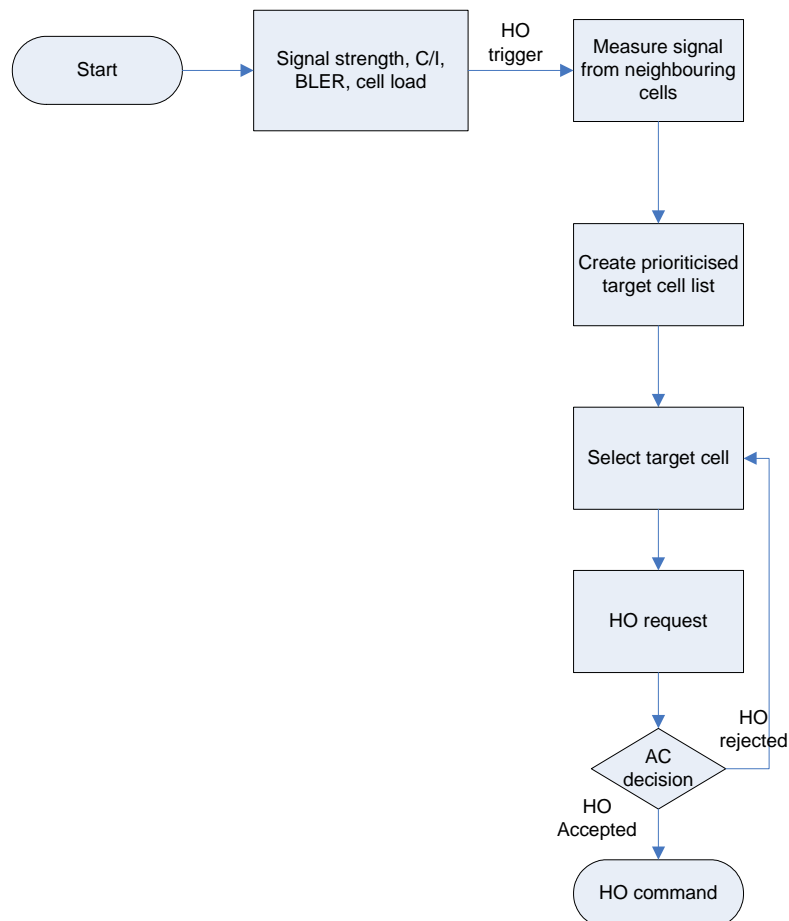 Start
Signal strength, C/I,
BLER, cell load
HO
trigger
Measure signal
from neighbouring
cells
Create prioriticised
target cell list
Select target cell
HO request
HO
rejected
AC
decision
HO
Accepted
HO command